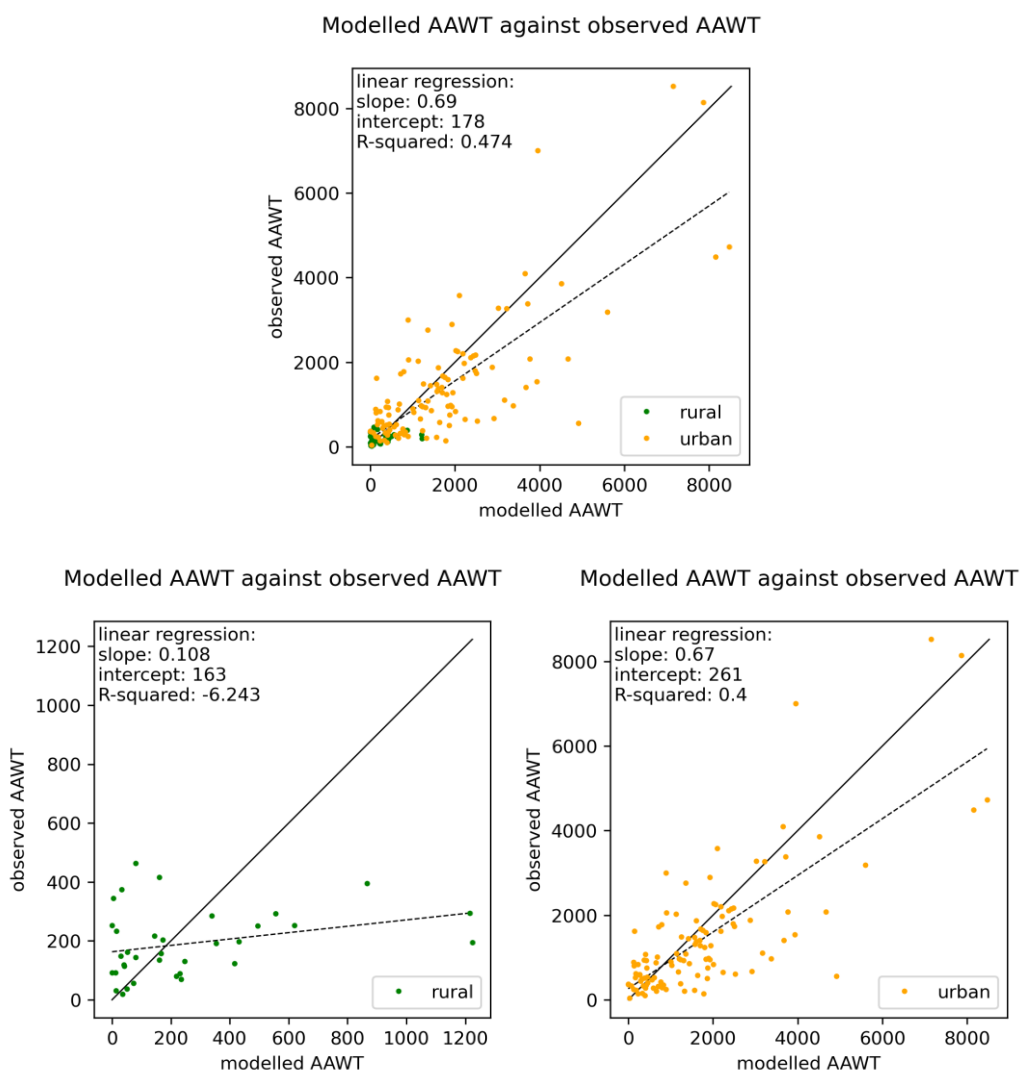 Modelled AAWT against observed AAWT
linear regression:
slope: 0.69
intercept: 178
R-squared: 0.474
8000
6000
4000
2000
0
observed AAWT
rural
urban
0 2000 4000 6000 8000
modelled AAWT
Modelled AAWT against observed AAWT
linear regression:
slope: 0.108
intercept: 163
R-squared: -6.243
1200
1000
800
600
400
200
0
observed AAWT
rural
0 200 400 600 800 1000 1200
modelled AAWT
Modelled AAWT against observed AAWT
linear regression:
slope: 0.67
intercept: 261
R-squared: 0.4
8000
6000
4000
2000
0
observed AAWT
urban
0 2000 4000 6000 8000
modelled AAWT